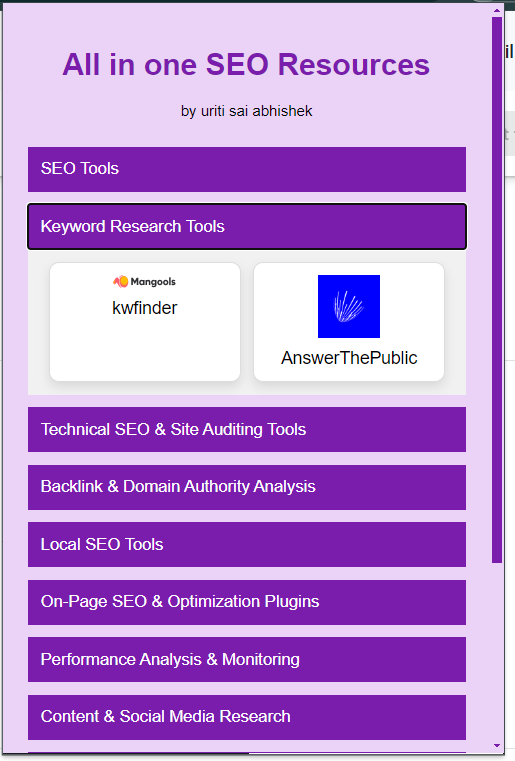 All in one SEO Resources
by uriti sai abhishek
SEO Tools
Keyword Research Tools
Mangools
kwfinder
AnswerThePublic
Technical SEO & Site Auditing Tools
Backlink & Domain Authority Analysis
Local SEO Tools
On-Page SEO & Optimization Plugins
Performance Analysis & Monitoring
Content & Social Media Research